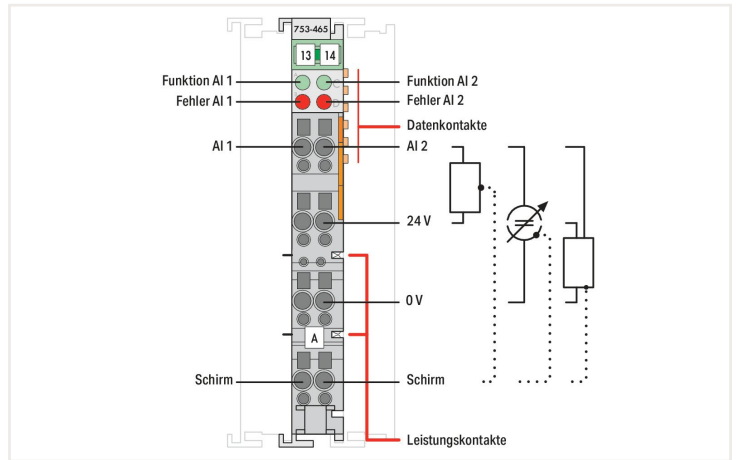 753-465
13 14
Funktion AI 1
Funktion AI 2
Fehler AI 1
Fehler AI 2
Datenkontakte
AI 1
AI 2
24 V
0 V
A
Schirm
Schirm
Leistungskontakte